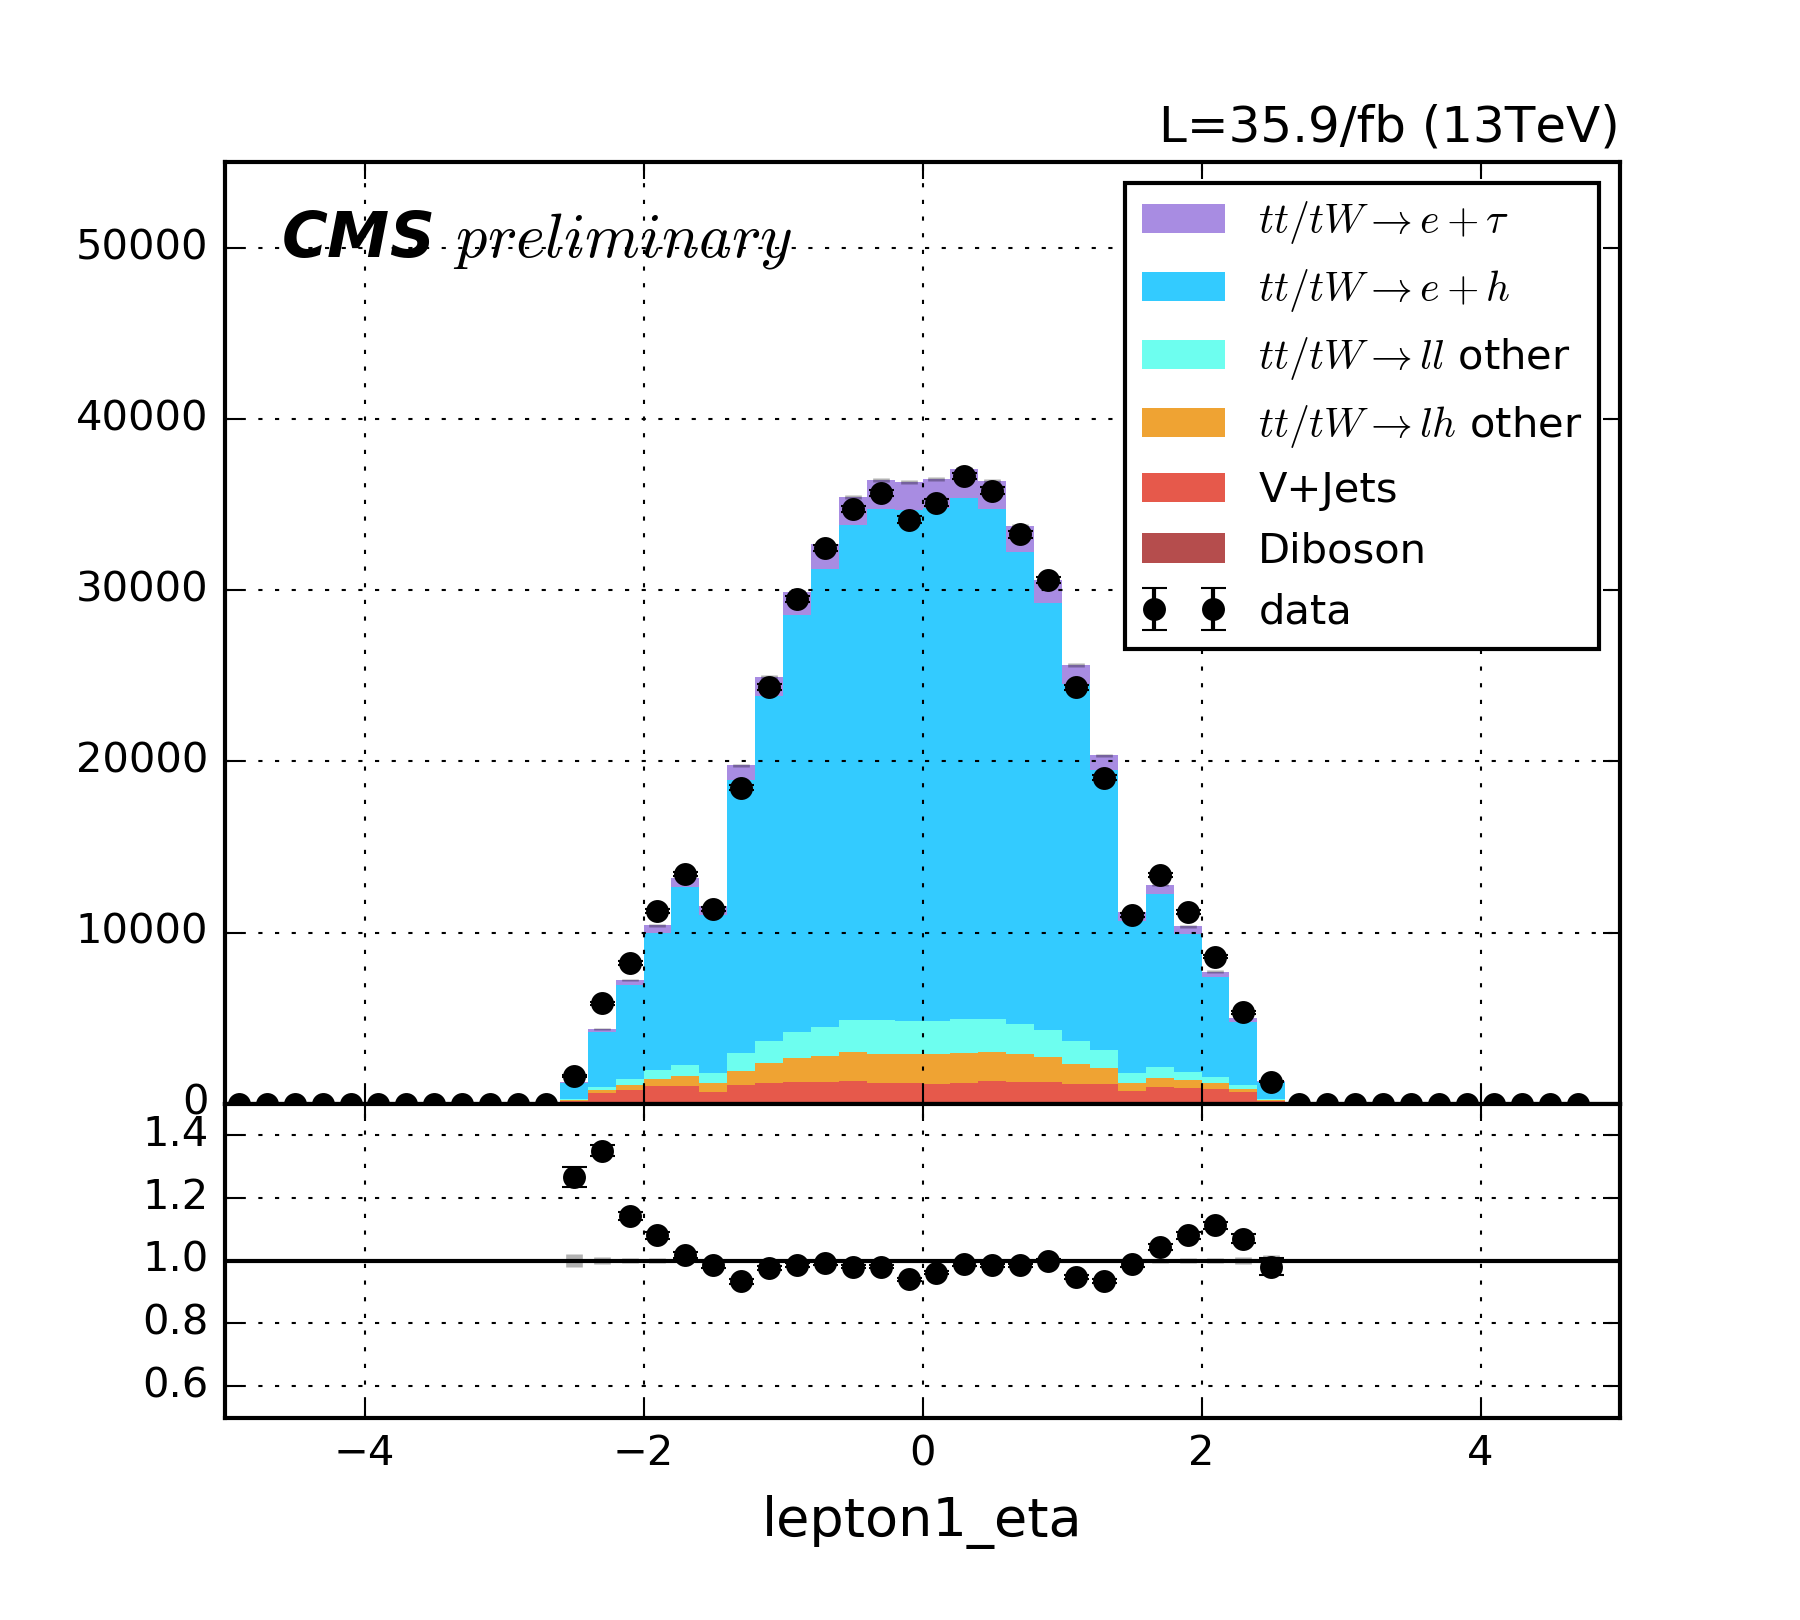 L=35.9/fb (13TeV)
CMS preliminary
tt/tW→e+τ
tt/tW→e+h
tt/tW→ll other
tt/tW→lh other
V+Jets
Diboson
data
50000
40000
30000
20000
10000
0
1.4
1.2
1.0
0.8
0.6
−4 −2 0 2 4
lepton1_eta